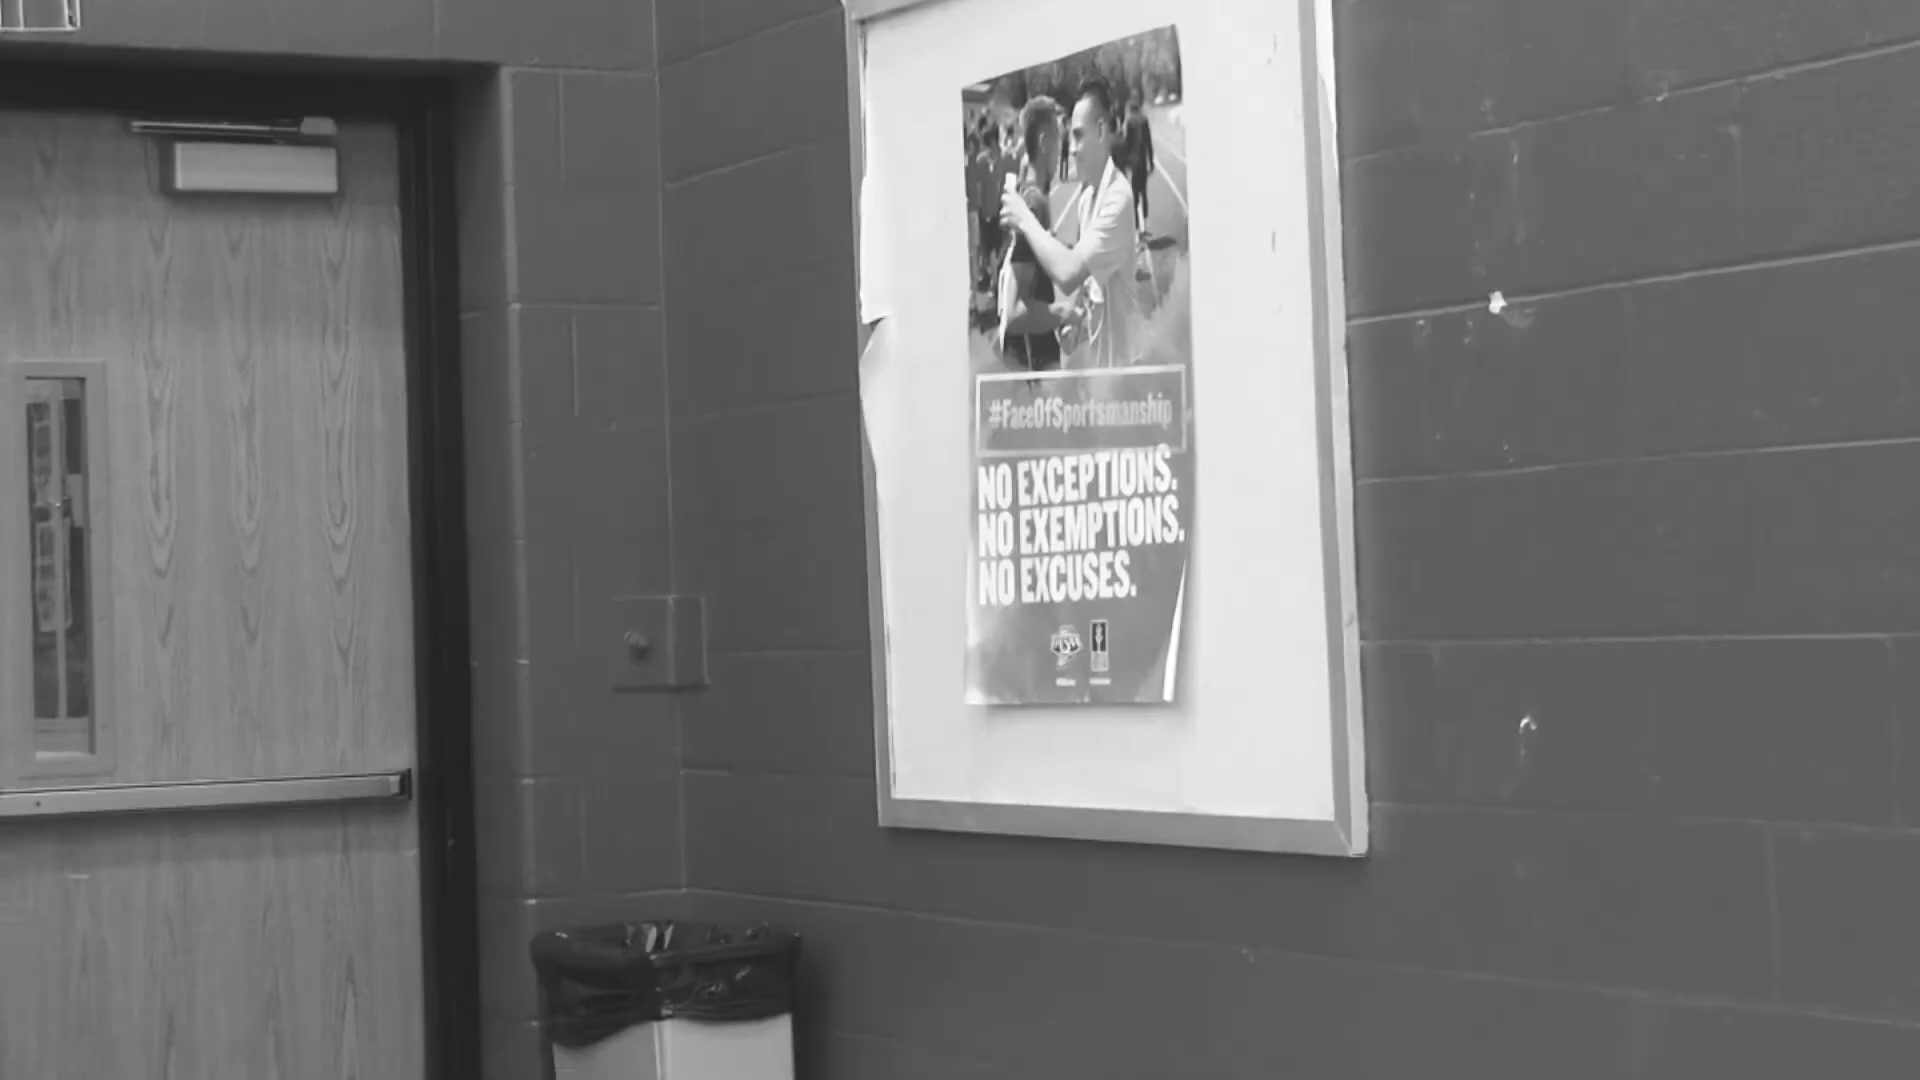 #FaceOfSportsmanship
NO EXCEPTIONS.
NO EXEMPTIONS.
NO EXCUSES.